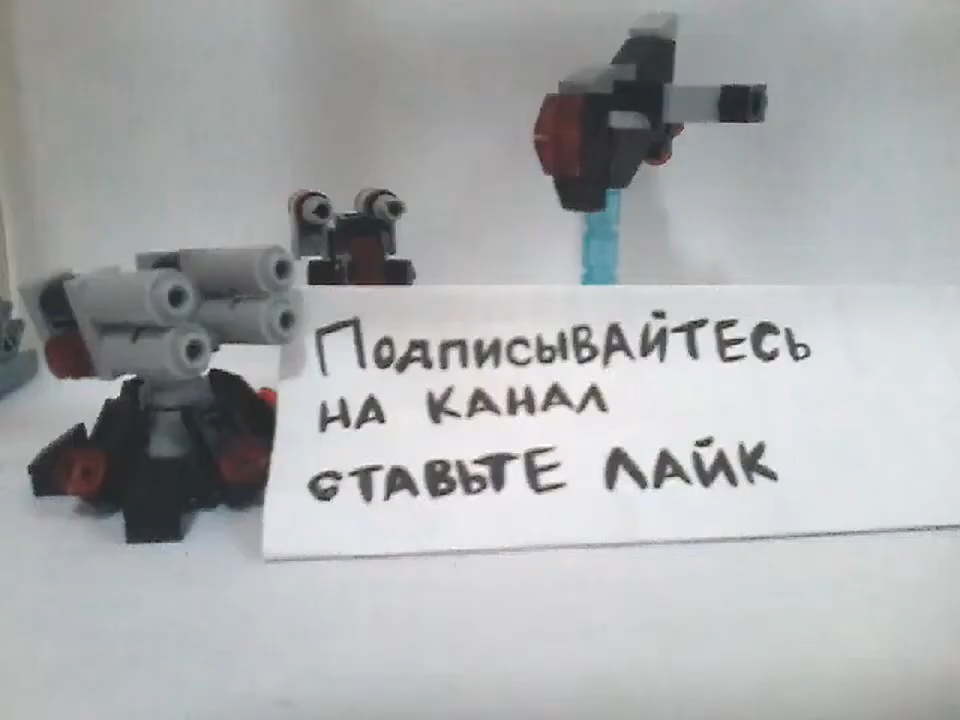 Подписывайтесь
на канал
ставьте лайк